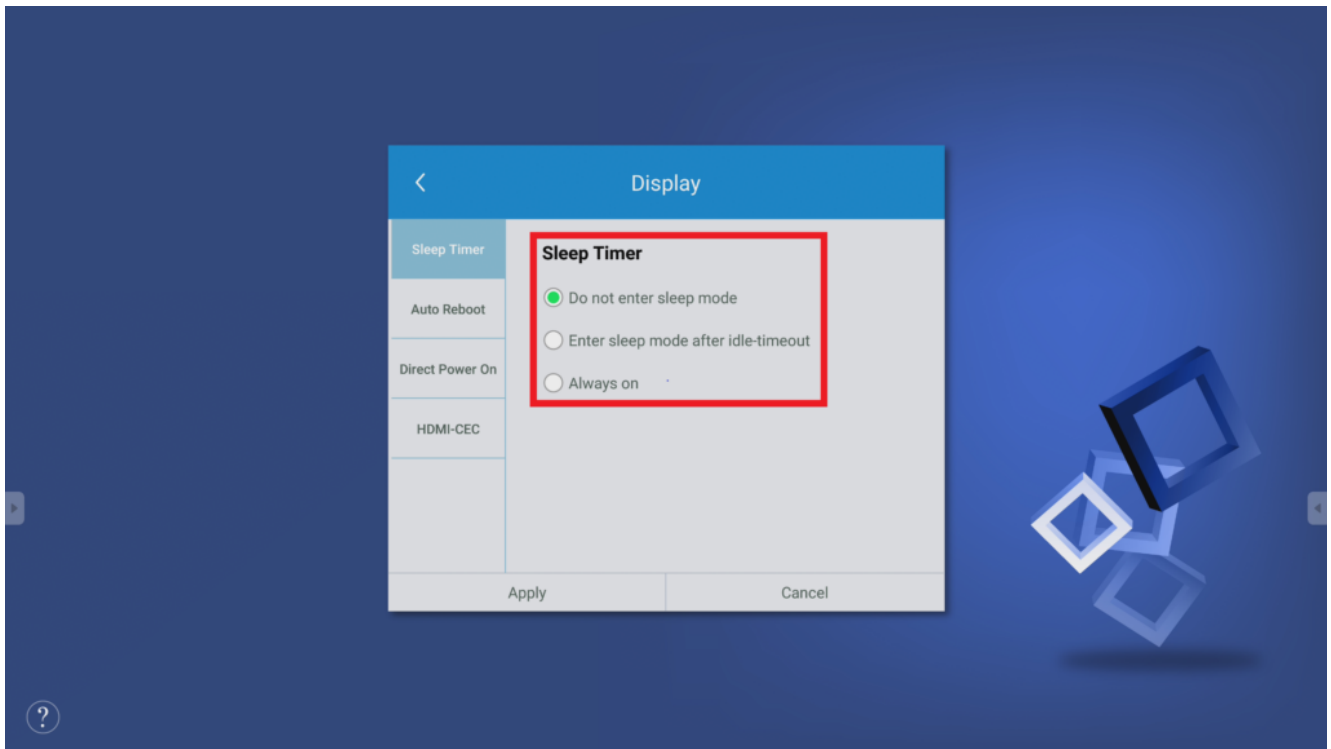 Display
Sleep Timer
Auto Reboot
Direct Power On
HDMI-CEC
Sleep Timer
Do not enter sleep mode
Enter sleep mode after idle-timeout
Always on
Apply
Cancel
?